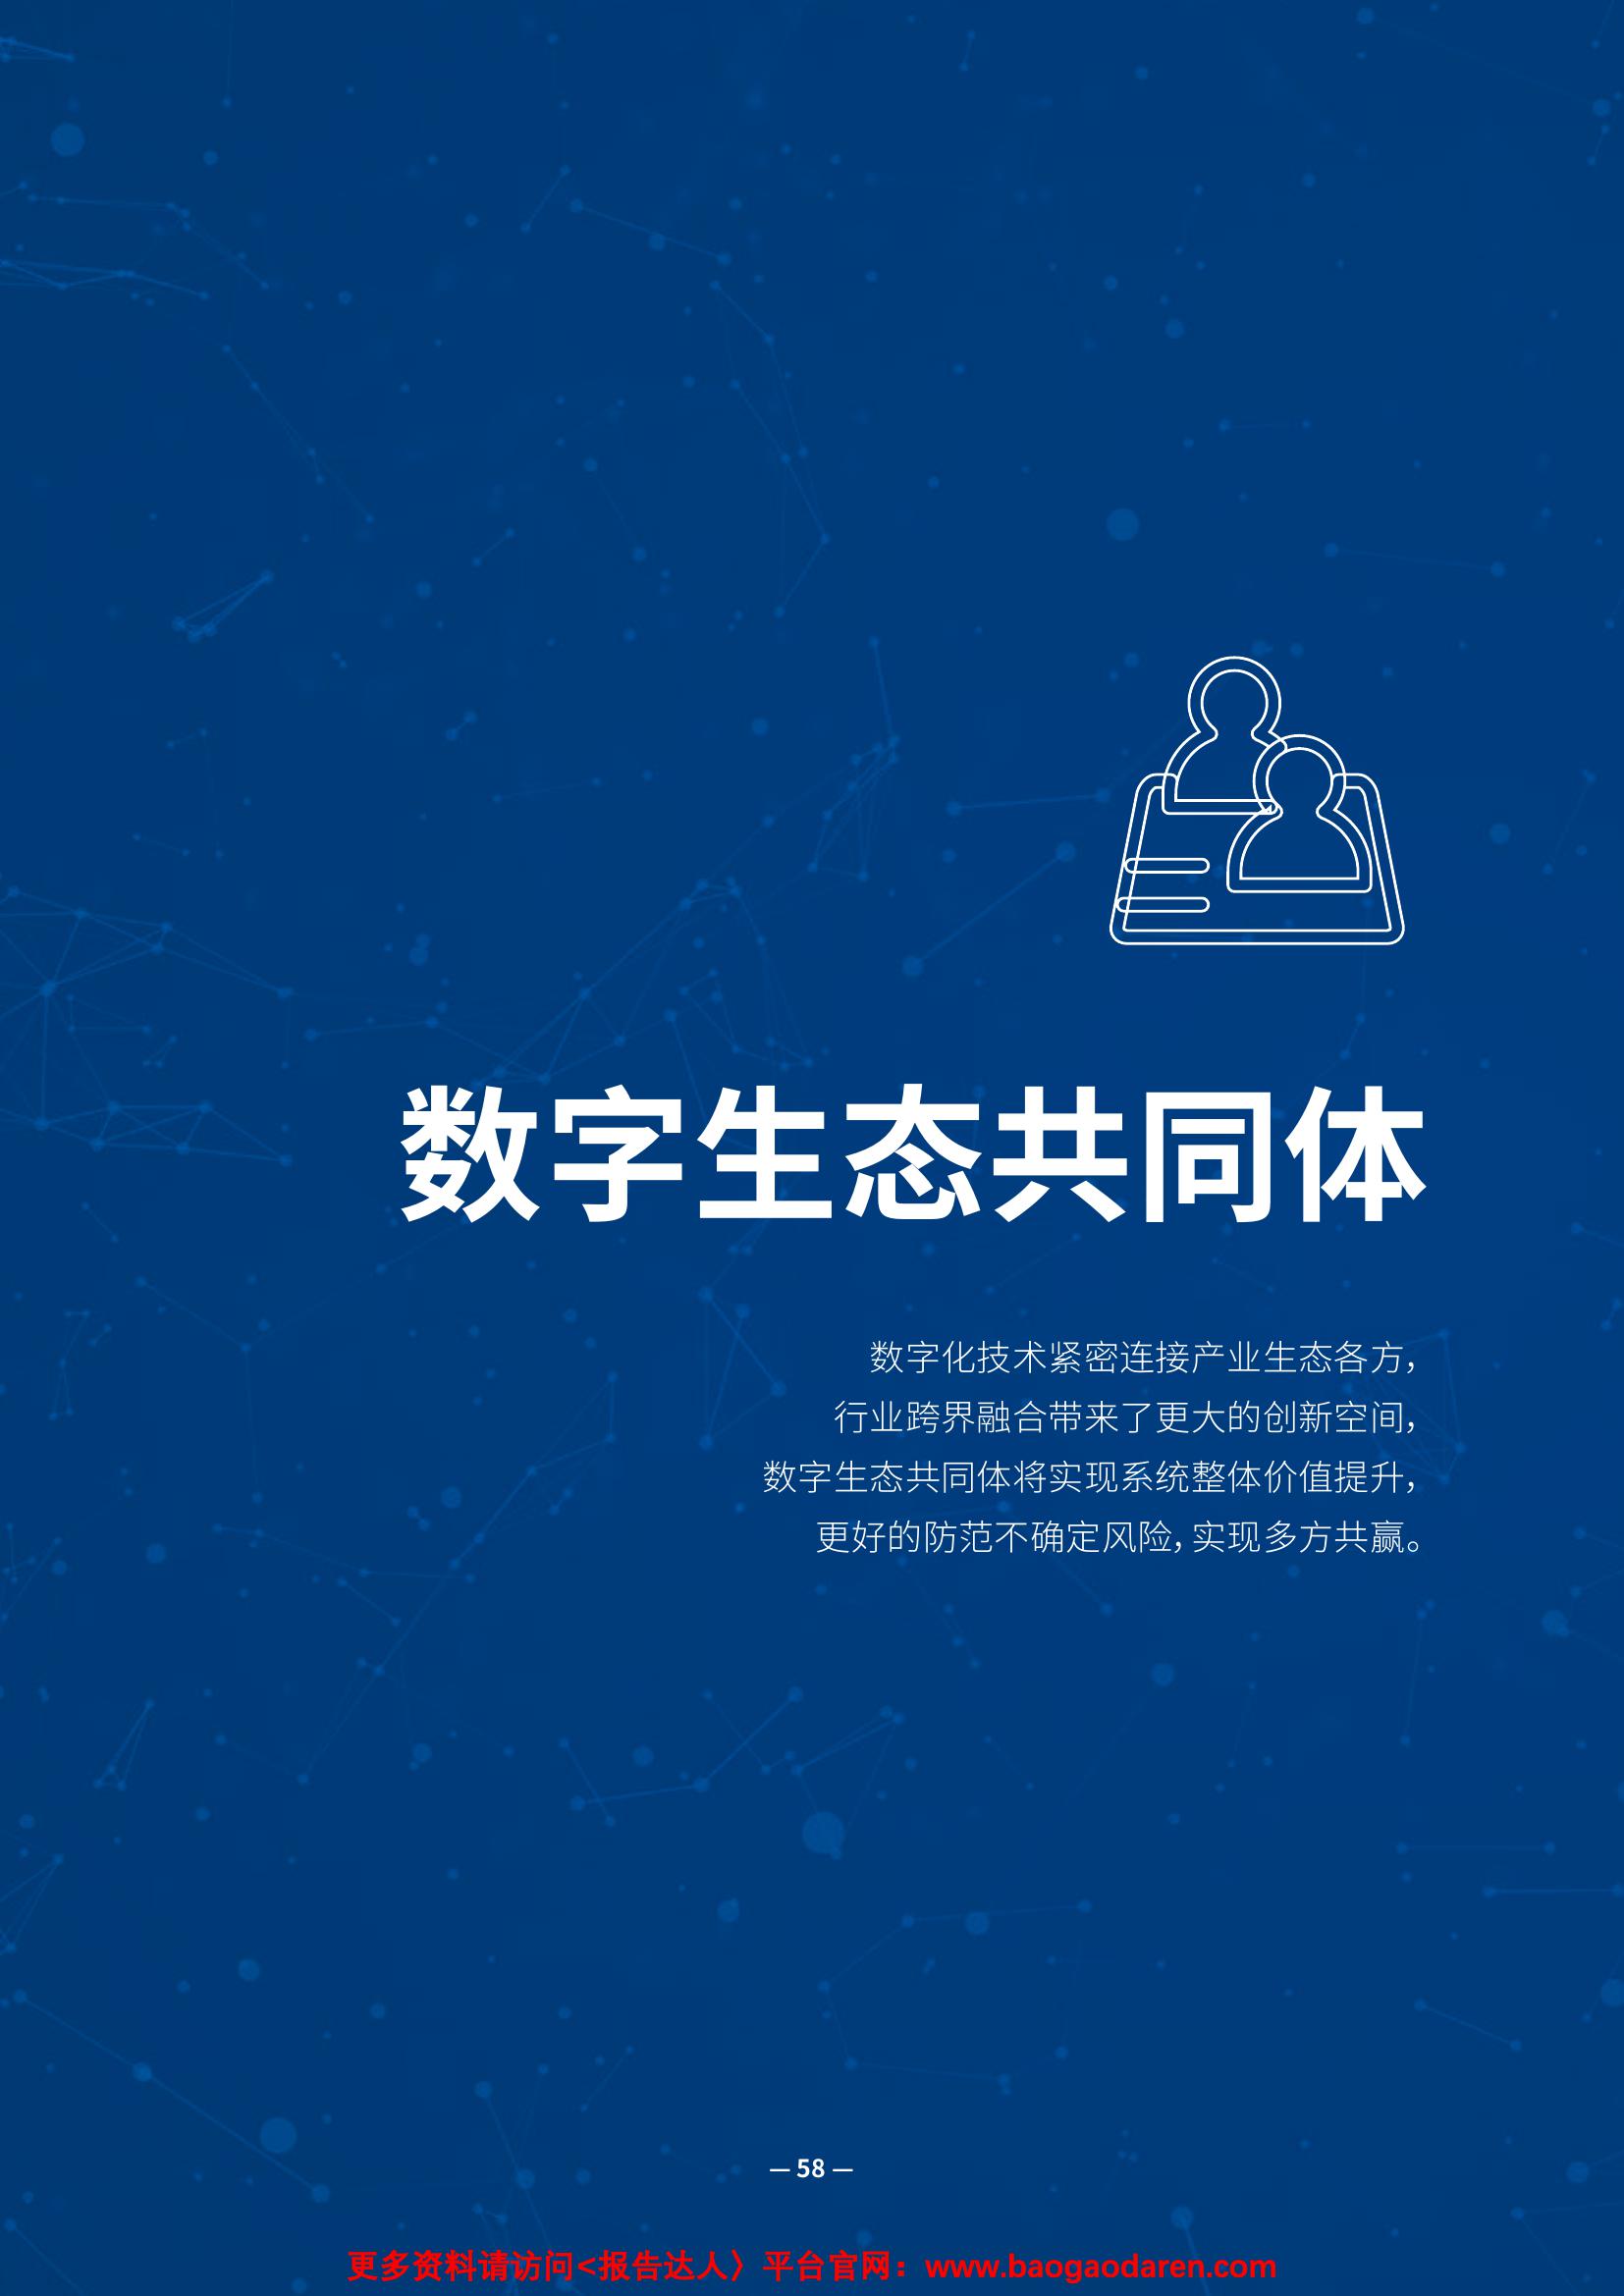 数字生态共同体
数字化技术紧密连接产业生态各方，
行业跨界融合带来了更大的创新空间，
数字生态共同体将实现系统整体价值提升，
更好的防范不确定风险，实现多方共赢。
— 58 —
更多资料请访问<报告达人〉平台官网：www.baogaodaren.com